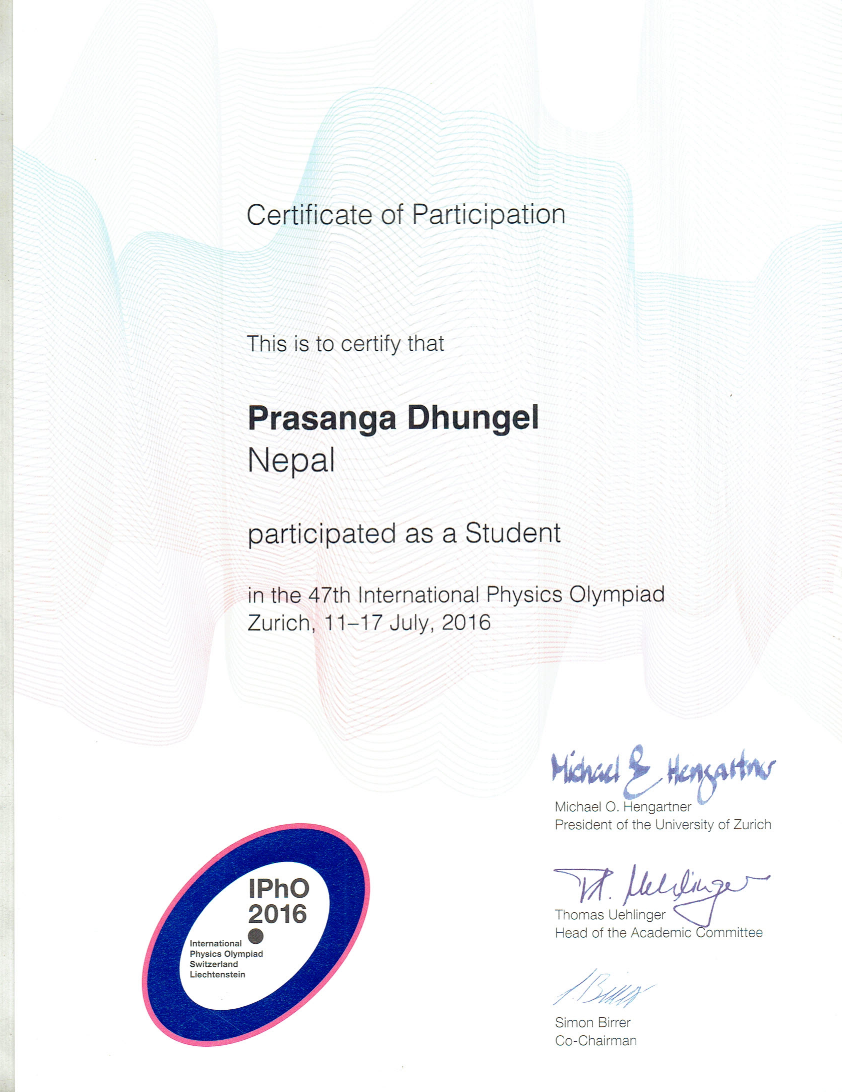 Certificate of Participation
This is to certify that
Prasanga Dhungel
Nepal
participated as a Student
in the 47th International Physics Olympiad
Zurich, 11–17 July, 2016
Michael O. Hengartner
Michael O. Hengartner
President of the University of Zurich
Th. Uehlinger
Thomas Uehlinger
Head of the Academic Committee
S. Birrer
Simon Birrer
Co-Chairman
IPhO
2016
International
Physics Olympiad
Switzerland
Liechtenstein